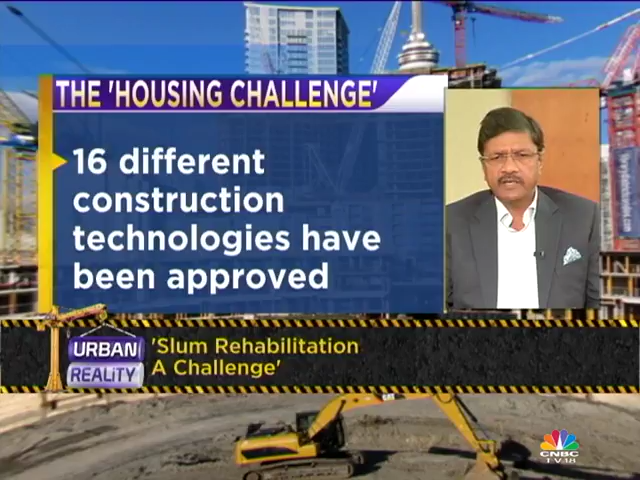 THE 'HOUSING CHALLENGE'
16 different
construction
technologies have
been approved
URBAN
REALITY
'Slum Rehabilitation
A Challenge'
CNBC
TV18